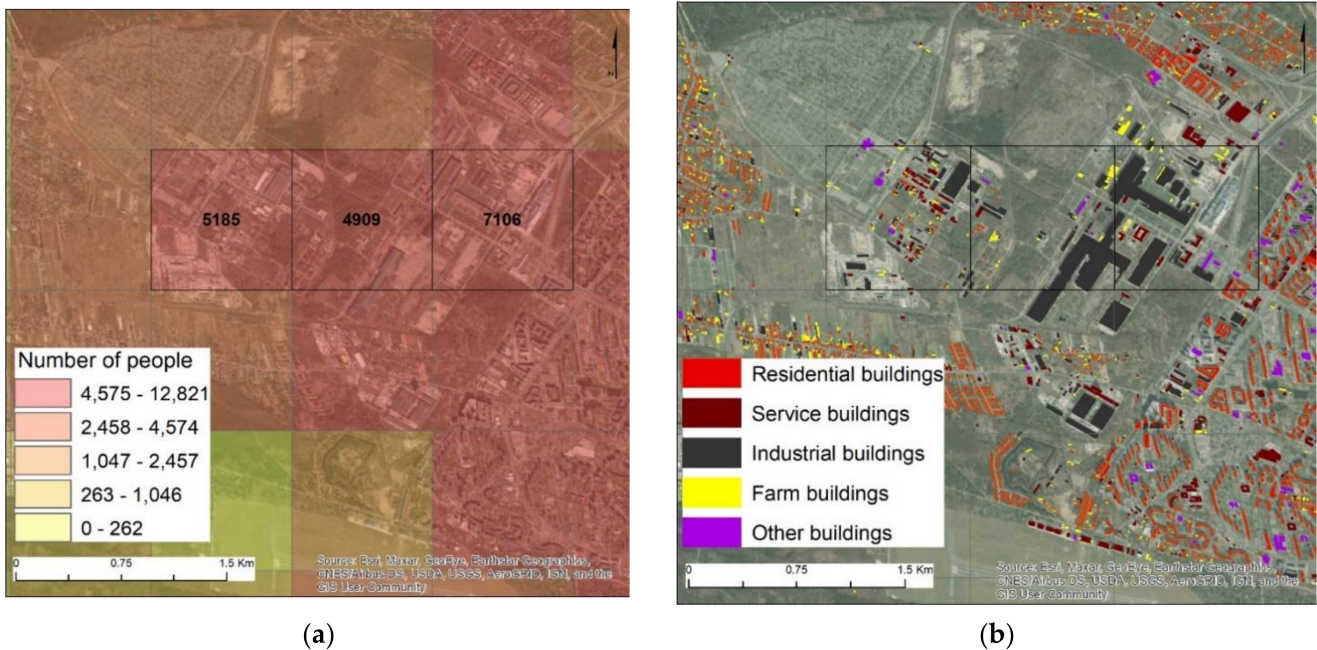 5185 4909 7106
Number of people
4,575 - 12,821
2,458 - 4,574
1,047 - 2,457
263 - 1,046
0 - 262
0 0.75 1.5 Km
Source: Esri, Maxar, GeoEye, Earthstar Geographics,
CNES/Airbus DS, USDA, USGS, AeroGRID, IGN, and the
GIS User Community
N
(a)
Residential buildings
Service buildings
Industrial buildings
Farm buildings
Other buildings
0 0.75 1.5 Km
Source: Esri, Maxar, GeoEye, Earthstar Geographics,
CNES/Airbus DS, USDA, USGS, AeroGRID, IGN, and the
GIS User Community
N
(b)